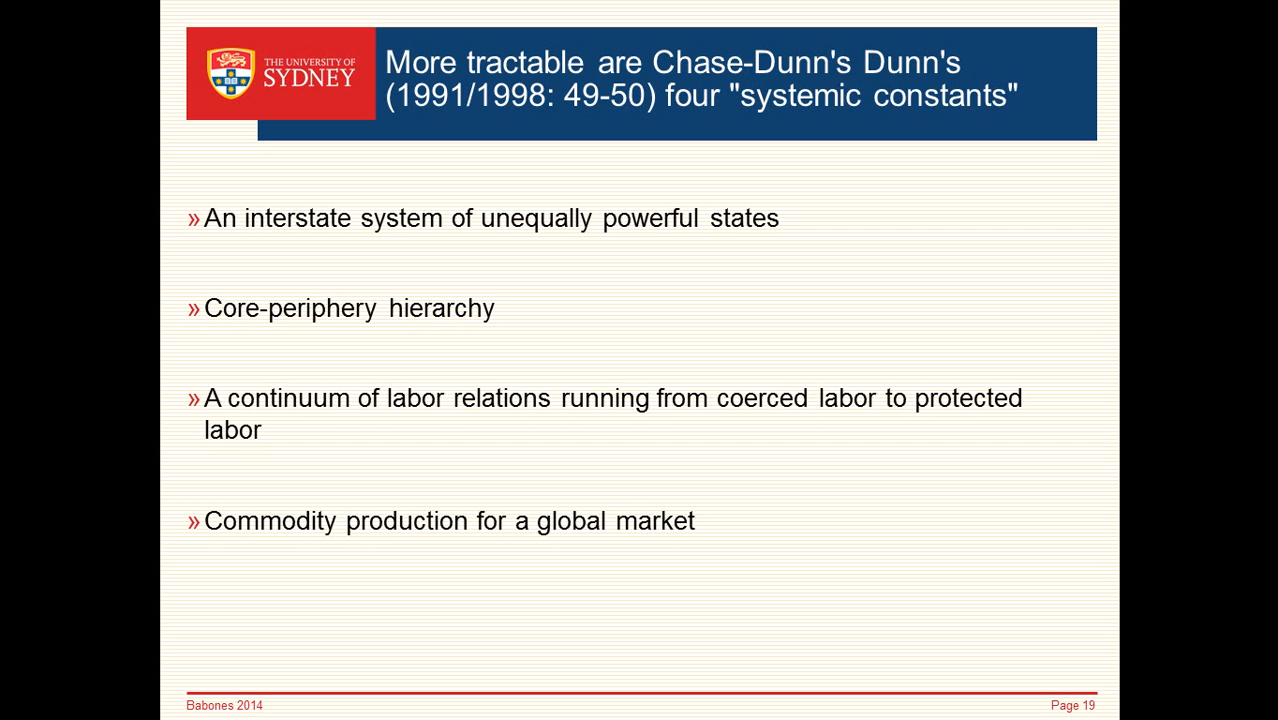 THE UNIVERSITY OF
SYDNEY
More tractable are Chase-Dunn's Dunn's
(1991/1998: 49-50) four "systemic constants"
» An interstate system of unequally powerful states
» Core-periphery hierarchy
» A continuum of labor relations running from coerced labor to protected
labor
» Commodity production for a global market
Babones 2014
Page 19